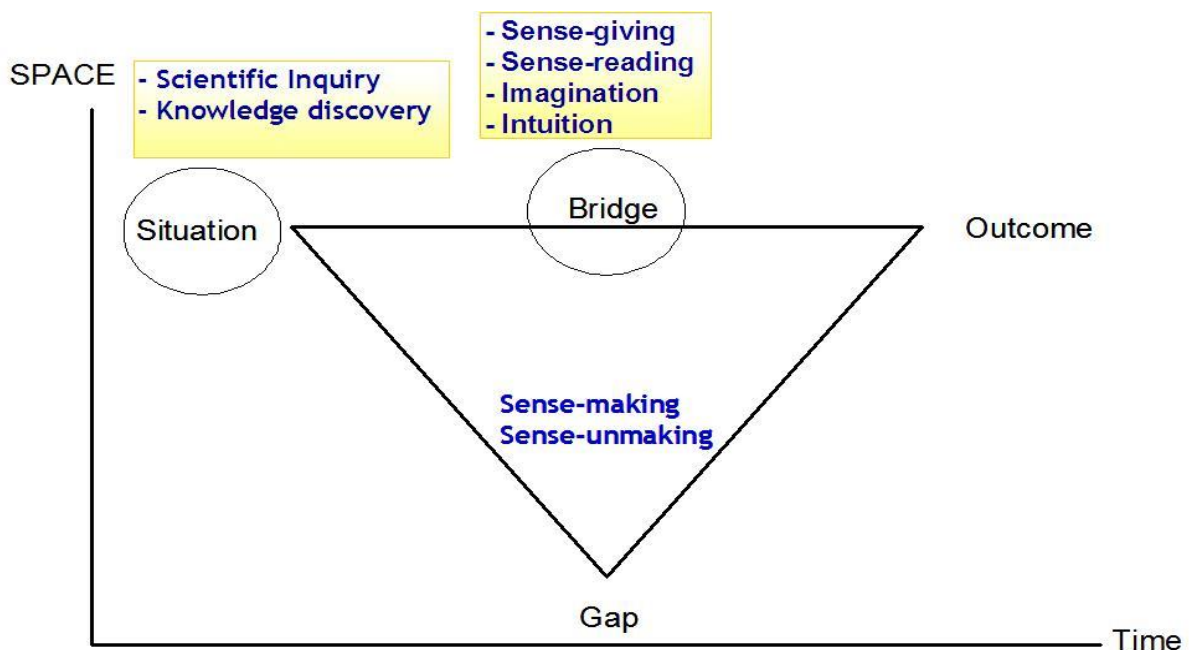 SPACE
- Scientific Inquiry
- Knowledge discovery
- Sense-giving
- Sense-reading
- Imagination
- Intuition
Situation
Bridge
Outcome
Sense-making
Sense-unmaking
Gap
Time